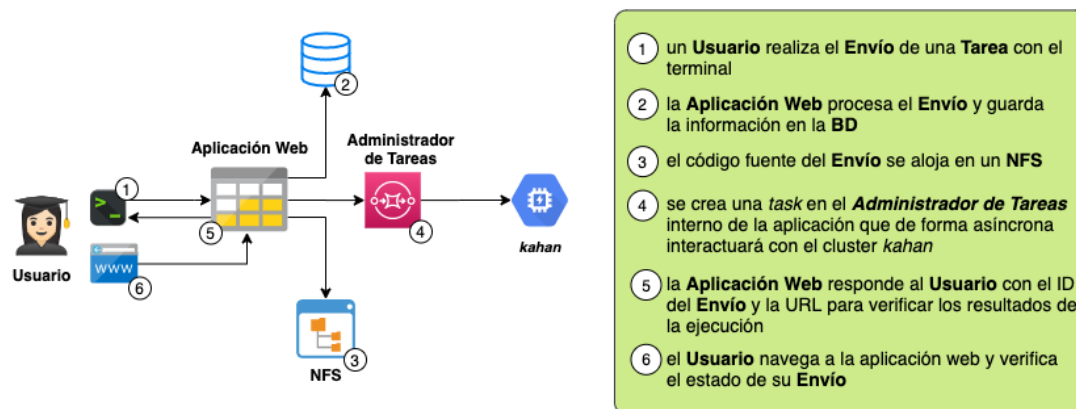 Aplicación Web
Administrador
de Tareas
Usuario
kahan
NFS
>_
WWW
1
2
3
4
5
6
1 un Usuario realiza el Envío de una Tarea con el
terminal
2 la Aplicación Web procesa el Envío y guarda
la información en la BD
3 el código fuente del Envío se aloja en un NFS
4 se crea una task en el Administrador de Tareas
interno de la aplicación que de forma asíncrona
interactuará con el cluster kahan
5 la Aplicación Web responde al Usuario con el ID
del Envío y la URL para verificar los resultados de
la ejecución
6 el Usuario navega a la aplicación web y verifica
el estado de su Envío